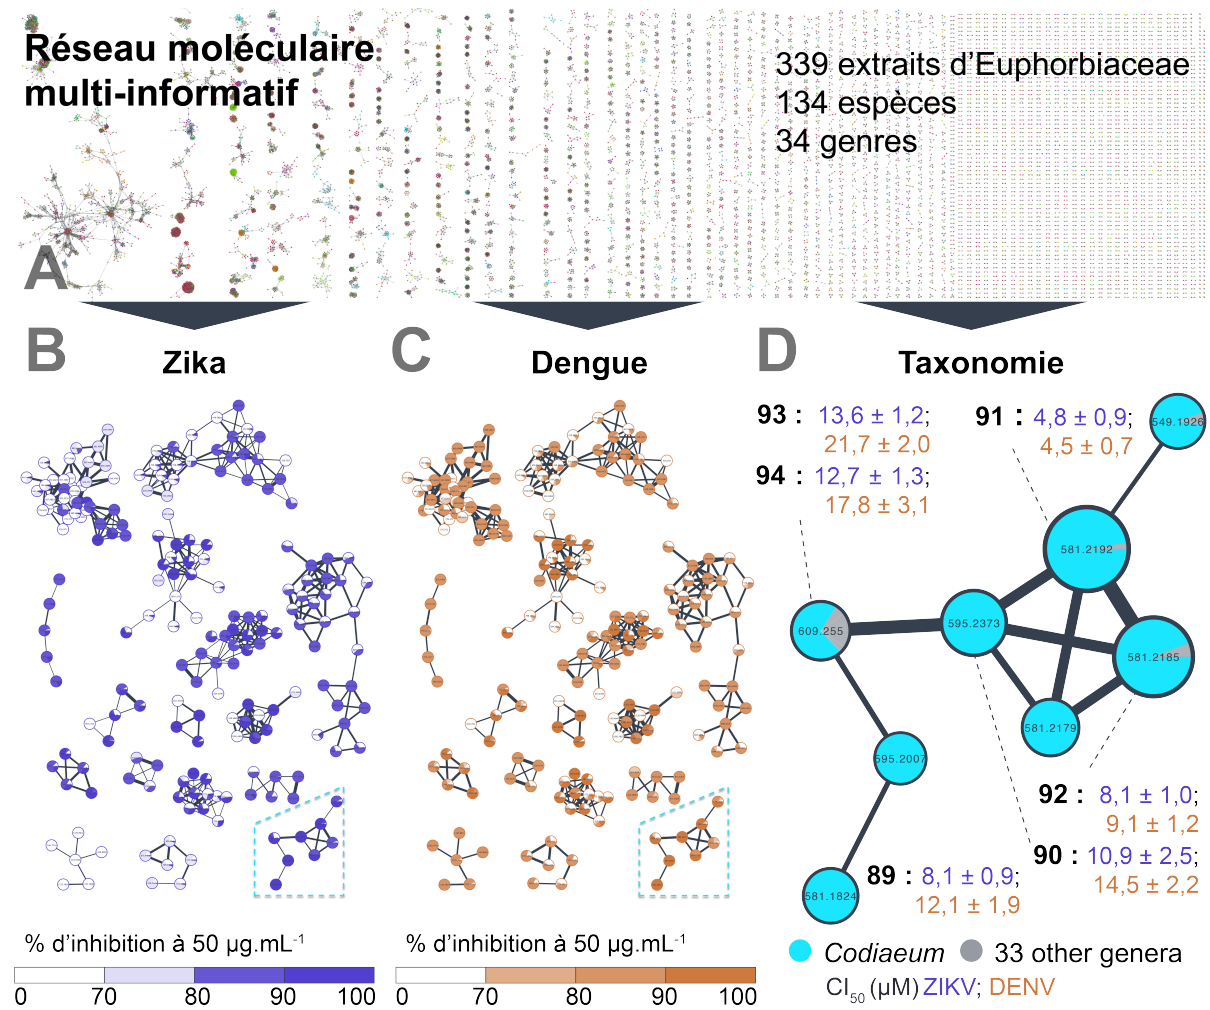 Réseau moléculaire
multi-informatif
339 extraits d'Euphorbiaceae
134 espèces
34 genres
A
B
Zika
C
Dengue
D
Taxonomie
93 : 13,6 ± 1,2;
21,7 ± 2,0
94 : 12,7 ± 1,3;
17,8 ± 3,1
91 : 4,8 ± 0,9;
4,5 ± 0,7
549.1926
581.2192
609.255
595.2373
581.2185
581.2179
595.2007
92 : 8,1 ± 1,0;
9,1 ± 1,2
90 : 10,9 ± 2,5;
14,5 ± 2,2
89 : 8,1 ± 0,9;
12,1 ± 1,9
581.1824
% d'inhibition à 50 µg.mL-1
0 70 80 90 100
% d'inhibition à 50 µg.mL-1
0 70 80 90 100
Codiaeum 33 other genera
CI50 (µM) ZIKV; DENV